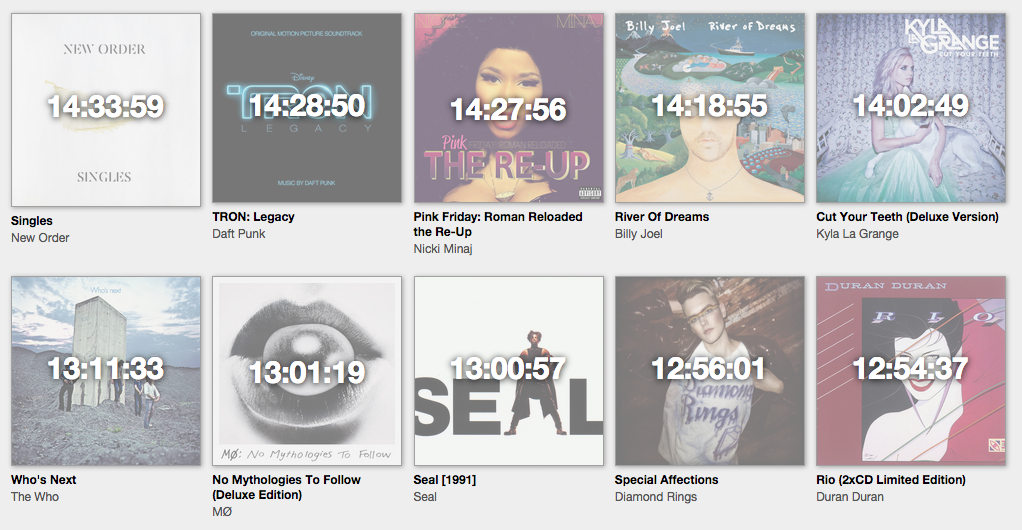 NEW ORDER
14:33:59
SINGLES
Singles
New Order
ORIGINAL MOTION PICTURE SOUNDTRACK
Disney
TRON
14:28:50
LEGACY
MUSIC BY DAFT PUNK
TRON: Legacy
Daft Punk
MINAJ
14:27:56
Pink FRIDAY: ROMAN RELOADED
THE RE-UP
Pink Friday: Roman Reloaded
the Re-Up
Nicki Minaj
Billy Joel River of Dreams
14:18:55
River Of Dreams
Billy Joel
KYLA
LA GRANGE
CUT YOUR TEETH
14:02:49
Cut Your Teeth (Deluxe Version)
Kyla La Grange
Who's next
13:11:33
Who's Next
The Who
13:01:19
MØ: No Mythologies To Follow
No Mythologies To Follow
(Deluxe Edition)
MØ
13:00:57
SEAL
Seal [1991]
Seal
12:56:01
Diamond
Rings
Special Affections
Diamond Rings
DURAN DURAN
RIO
12:54:37
Rio (2xCD Limited Edition)
Duran Duran